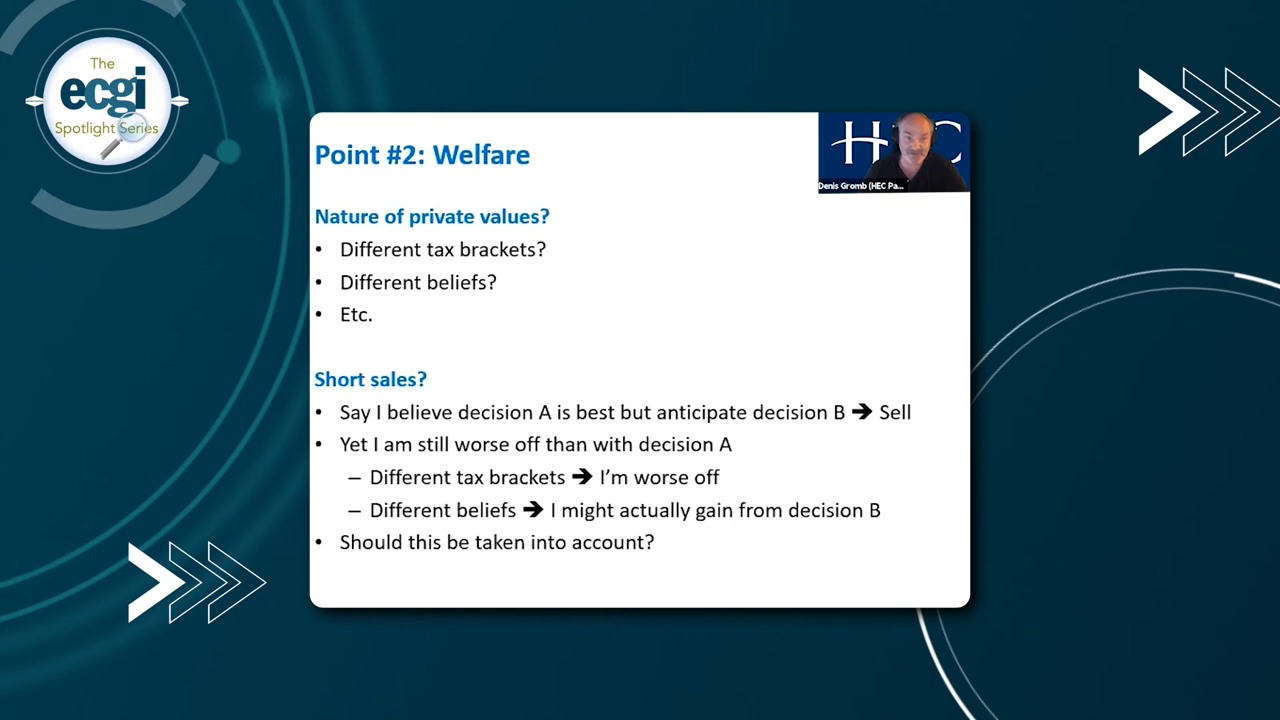 The
ecgi
Spotlight Series
Point #2: Welfare
HEC
Denis Gromb (HEC Pa...
Nature of private values?
• Different tax brackets?
• Different beliefs?
• Etc.
Short sales?
• Say I believe decision A is best but anticipate decision B ➔ Sell
• Yet I am still worse off than with decision A
– Different tax brackets ➔ I'm worse off
– Different beliefs ➔ I might actually gain from decision B
• Should this be taken into account?